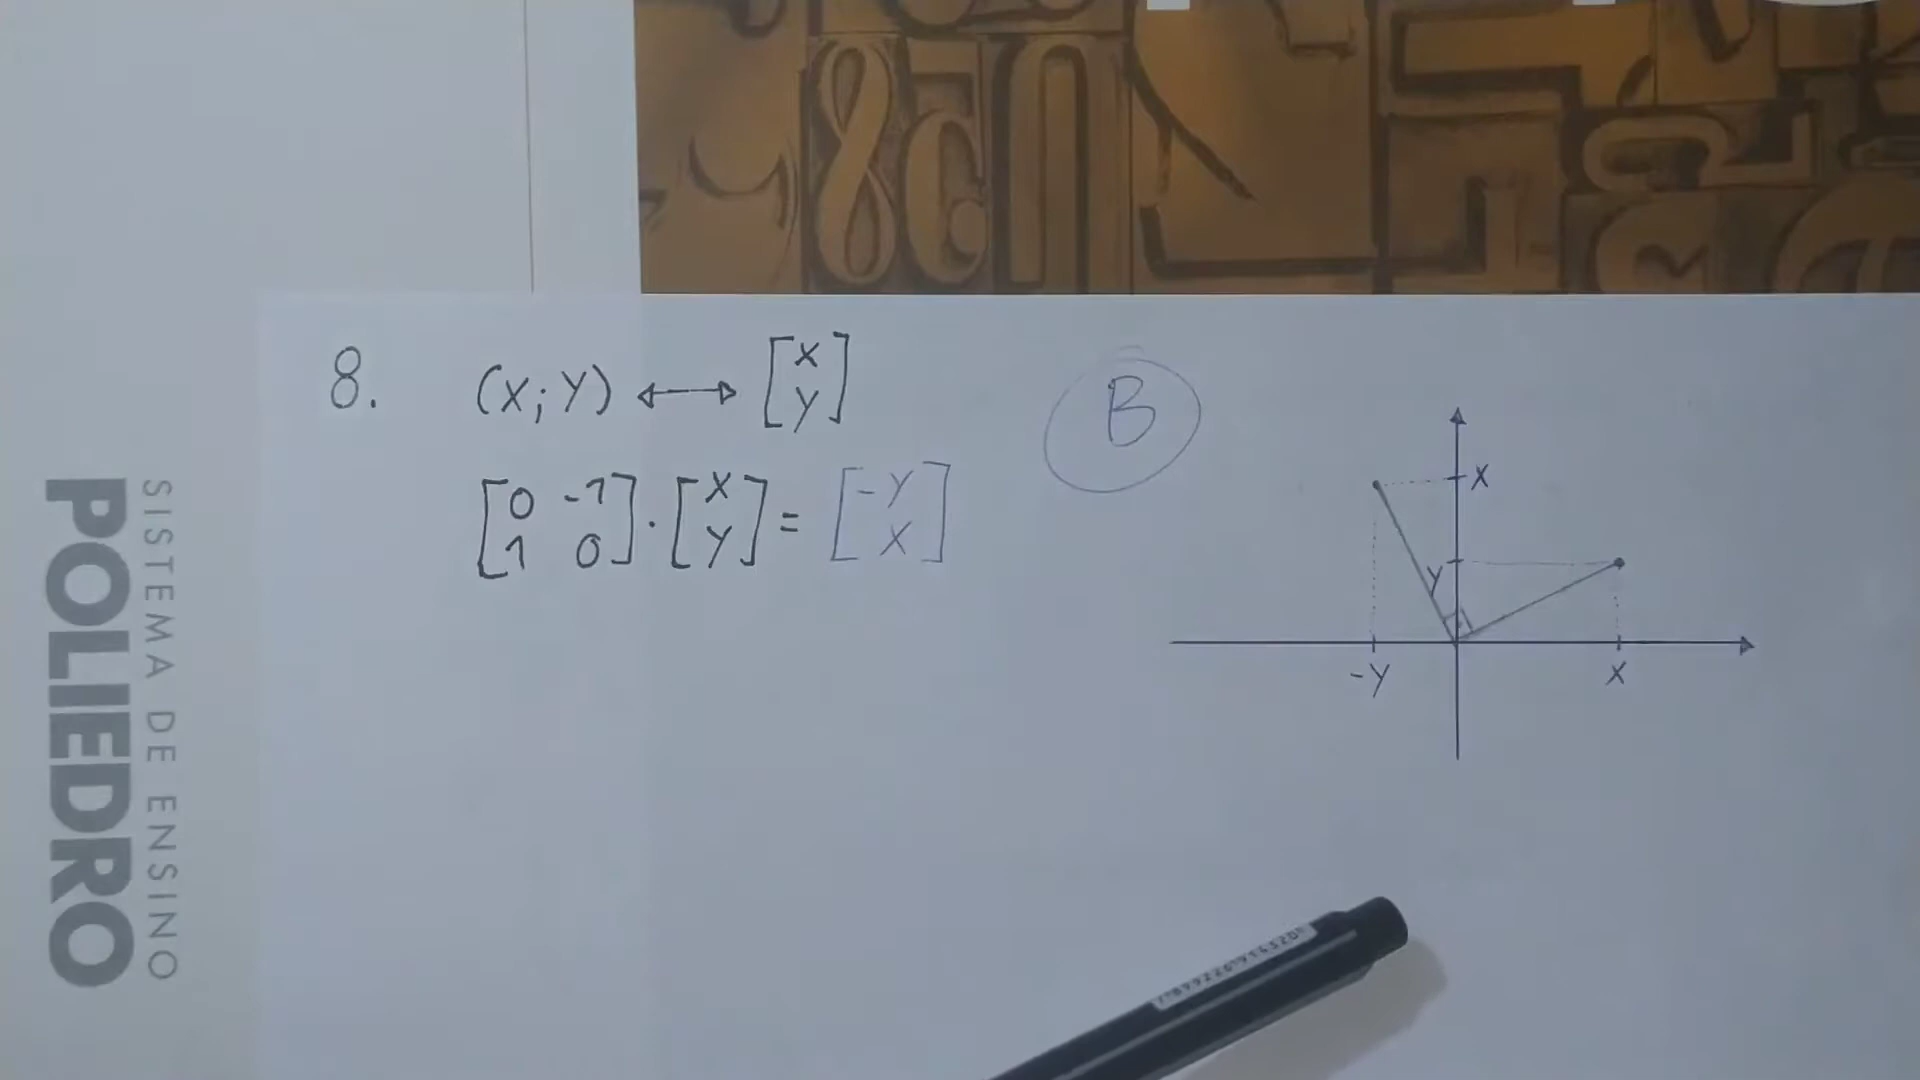 POLIEDRO
SISTEMA DE ENSINO
8. (X; Y) ↔ [X
Y]
B
[0 -1
1 0] · [X
Y] = [-Y
X]
X
Y
-Y X